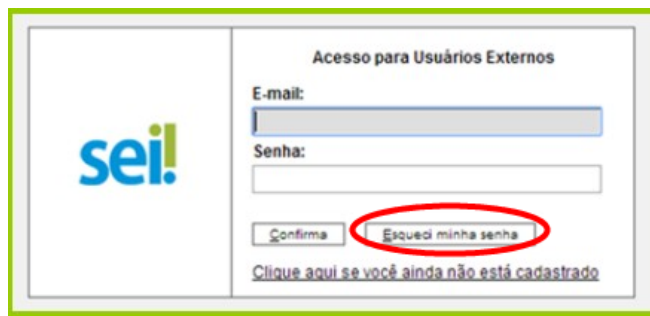 Acesso para Usuários Externos
E-mail:
sei!
Senha:
Confirma Esqueci minha senha
Clique aqui se você ainda não está cadastrado